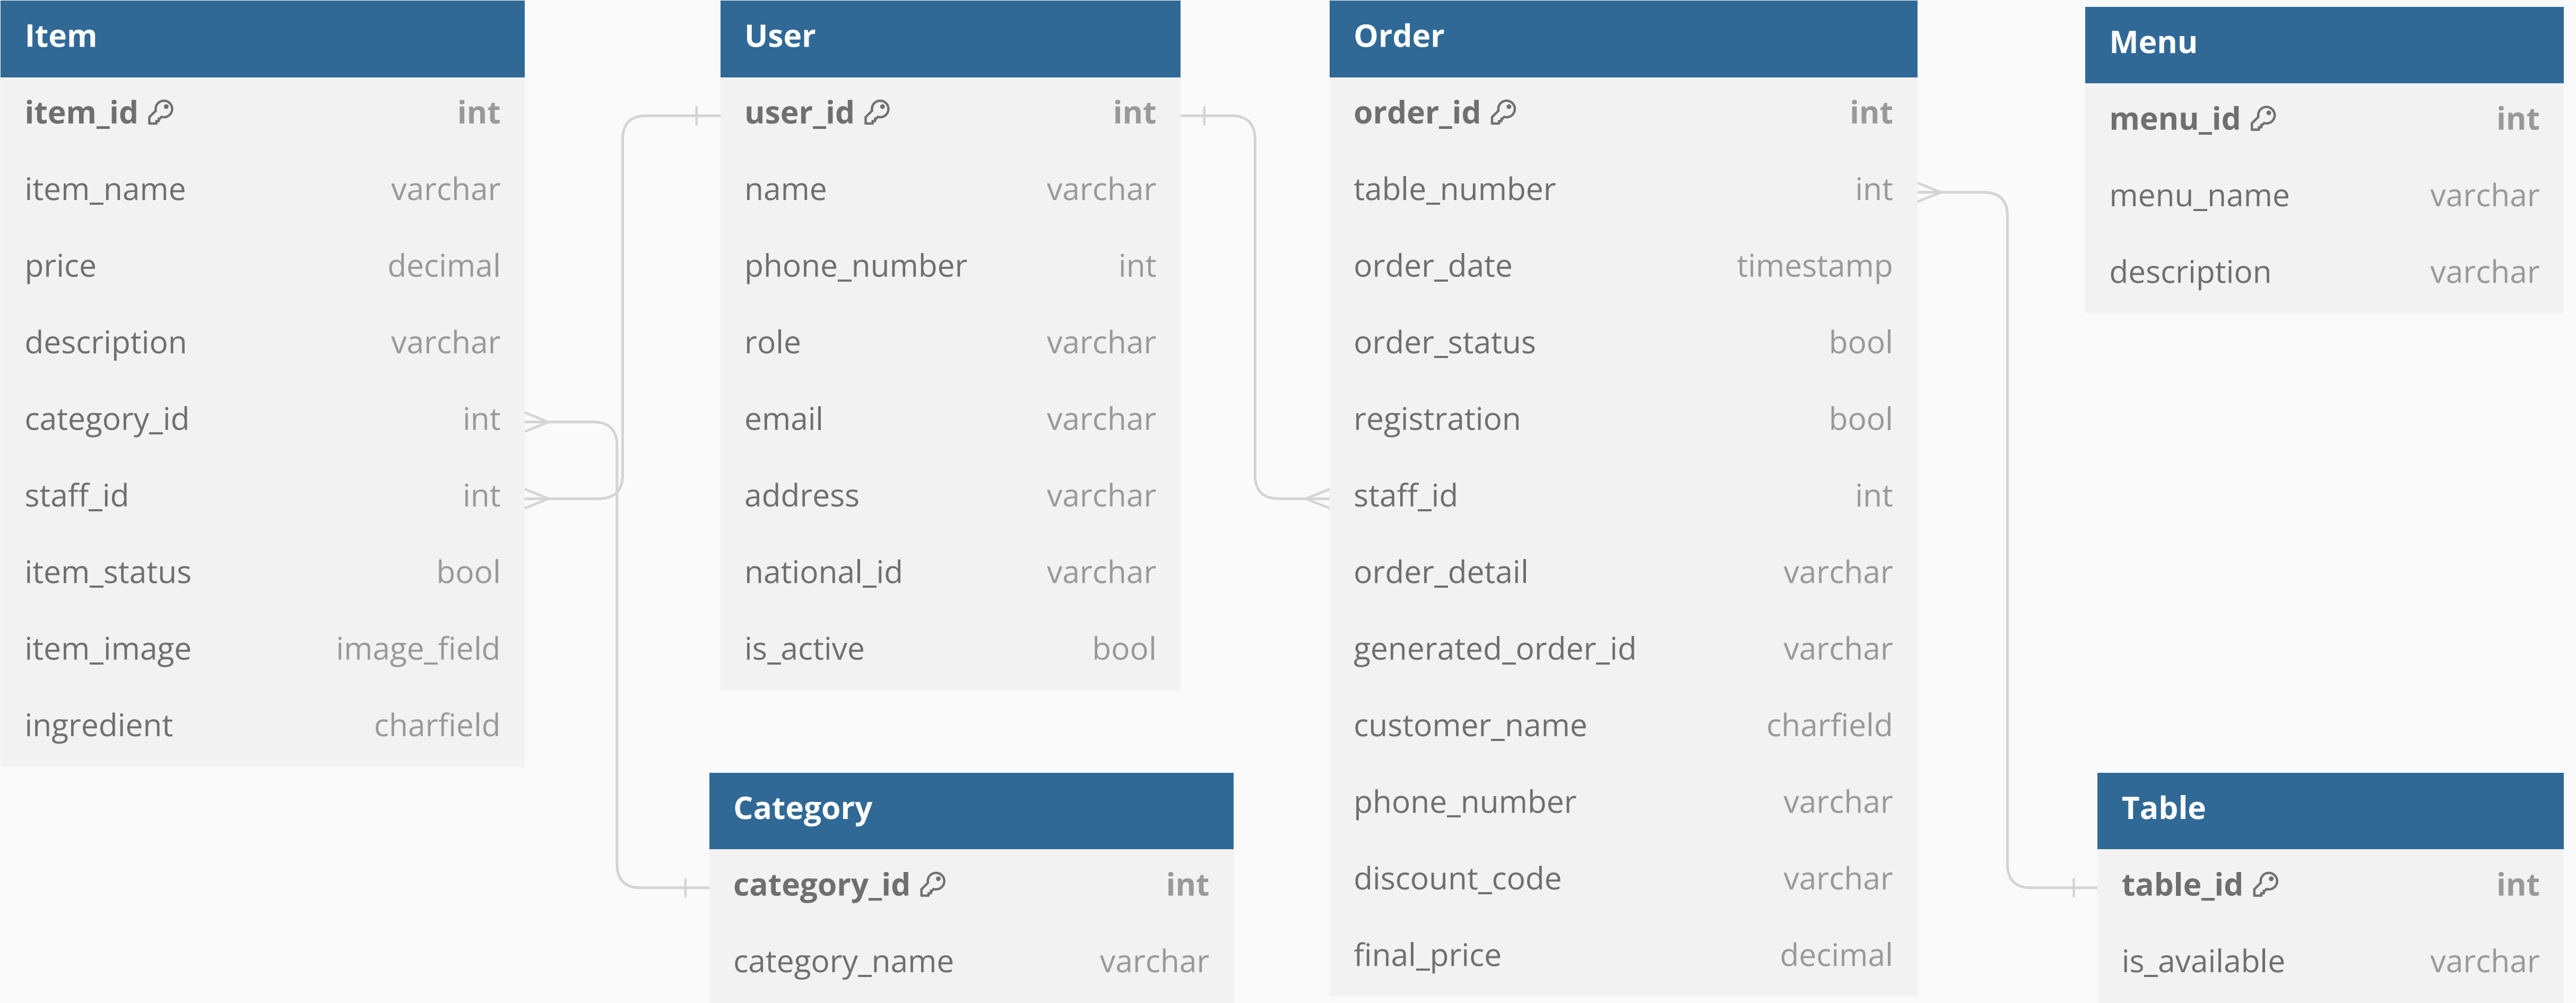 Item
item_id int
item_name varchar
price decimal
description varchar
category_id int
staff_id int
item_status bool
item_image image_field
ingredient charfield
User
user_id int
name varchar
phone_number int
role varchar
email varchar
address varchar
national_id varchar
is_active bool
Category
category_id int
category_name varchar
Order
order_id int
table_number int
order_date timestamp
order_status bool
registration bool
staff_id int
order_detail varchar
generated_order_id varchar
customer_name charfield
phone_number varchar
discount_code varchar
final_price decimal
Menu
menu_id int
menu_name varchar
description varchar
Table
table_id int
is_available varchar